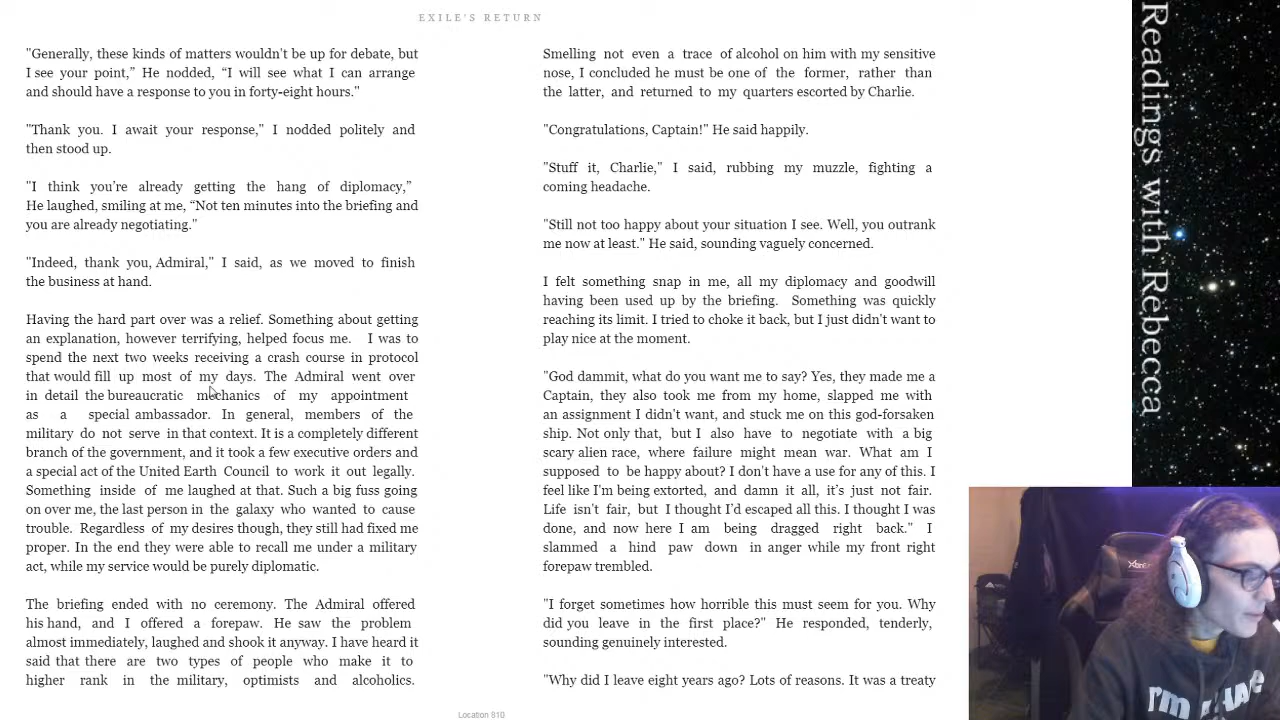 EXILE'S RETURN
"Generally, these kinds of matters wouldn't be up for debate, but
I see your point,” He nodded, “I will see what I can arrange
and should have a response to you in forty-eight hours."
"Thank you. I await your response," I nodded politely and
then stood up.
"I think you’re already getting the hang of diplomacy,”
He laughed, smiling at me, “Not ten minutes into the briefing and
you are already negotiating."
"Indeed, thank you, Admiral," I said, as we moved to finish
the business at hand.
Having the hard part over was a relief. Something about getting
an explanation, however terrifying, helped focus me. I was to
spend the next two weeks receiving a crash course in protocol
that would fill up most of my days. The Admiral went over
in detail the bureaucratic mechanics of my appointment
as a special ambassador. In general, members of the
military do not serve in that context. It is a completely different
branch of the government, and it took a few executive orders and
a special act of the United Earth Council to work it out legally.
Something inside of me laughed at that. Such a big fuss going
on over me, the last person in the galaxy who wanted to cause
trouble. Regardless of my desires though, they still had fixed me
proper. In the end they were able to recall me under a military
act, while my service would be purely diplomatic.
The briefing ended with no ceremony. The Admiral offered
his hand, and I offered a forepaw. He saw the problem
almost immediately, laughed and shook it anyway. I have heard it
said that there are two types of people who make it to
higher rank in the military, optimists and alcoholics.
Smelling not even a trace of alcohol on him with my sensitive
nose, I concluded he must be one of the former, rather than
the latter, and returned to my quarters escorted by Charlie.
"Congratulations, Captain!" He said happily.
"Stuff it, Charlie," I said, rubbing my muzzle, fighting a
coming headache.
"Still not too happy about your situation I see. Well, you outrank
me now at least." He said, sounding vaguely concerned.
I felt something snap in me, all my diplomacy and goodwill
having been used up by the briefing. Something was quickly
reaching its limit. I tried to choke it back, but I just didn't want to
play nice at the moment.
"God dammit, what do you want me to say? Yes, they made me a
Captain, they also took me from my home, slapped me with
an assignment I didn't want, and stuck me on this god-forsaken
ship. Not only that, but I also have to negotiate with a big
scary alien race, where failure might mean war. What am I
supposed to be happy about? I don't have a use for any of this. I
feel like I'm being extorted, and damn it all, it’s just not fair.
Life isn’t fair, but I thought I’d escaped all this. I thought I was
done, and now here I am being dragged right back." I
slammed a hind paw down in anger while my front right
forepaw trembled.
"I forget sometimes how horrible this must seem for you. Why
did you leave in the first place?" He responded, tenderly,
sounding genuinely interested.
"Why did I leave eight years ago? Lots of reasons. It was a treaty
Location 810
Readings with Rebecca